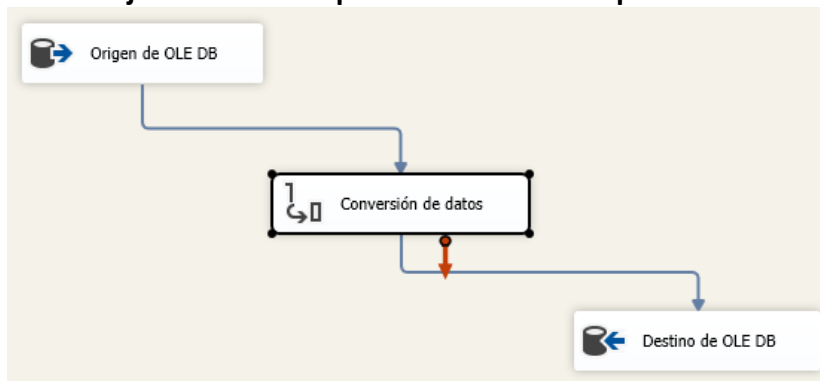 Origen de OLE DB
Conversión de datos
Destino de OLE DB